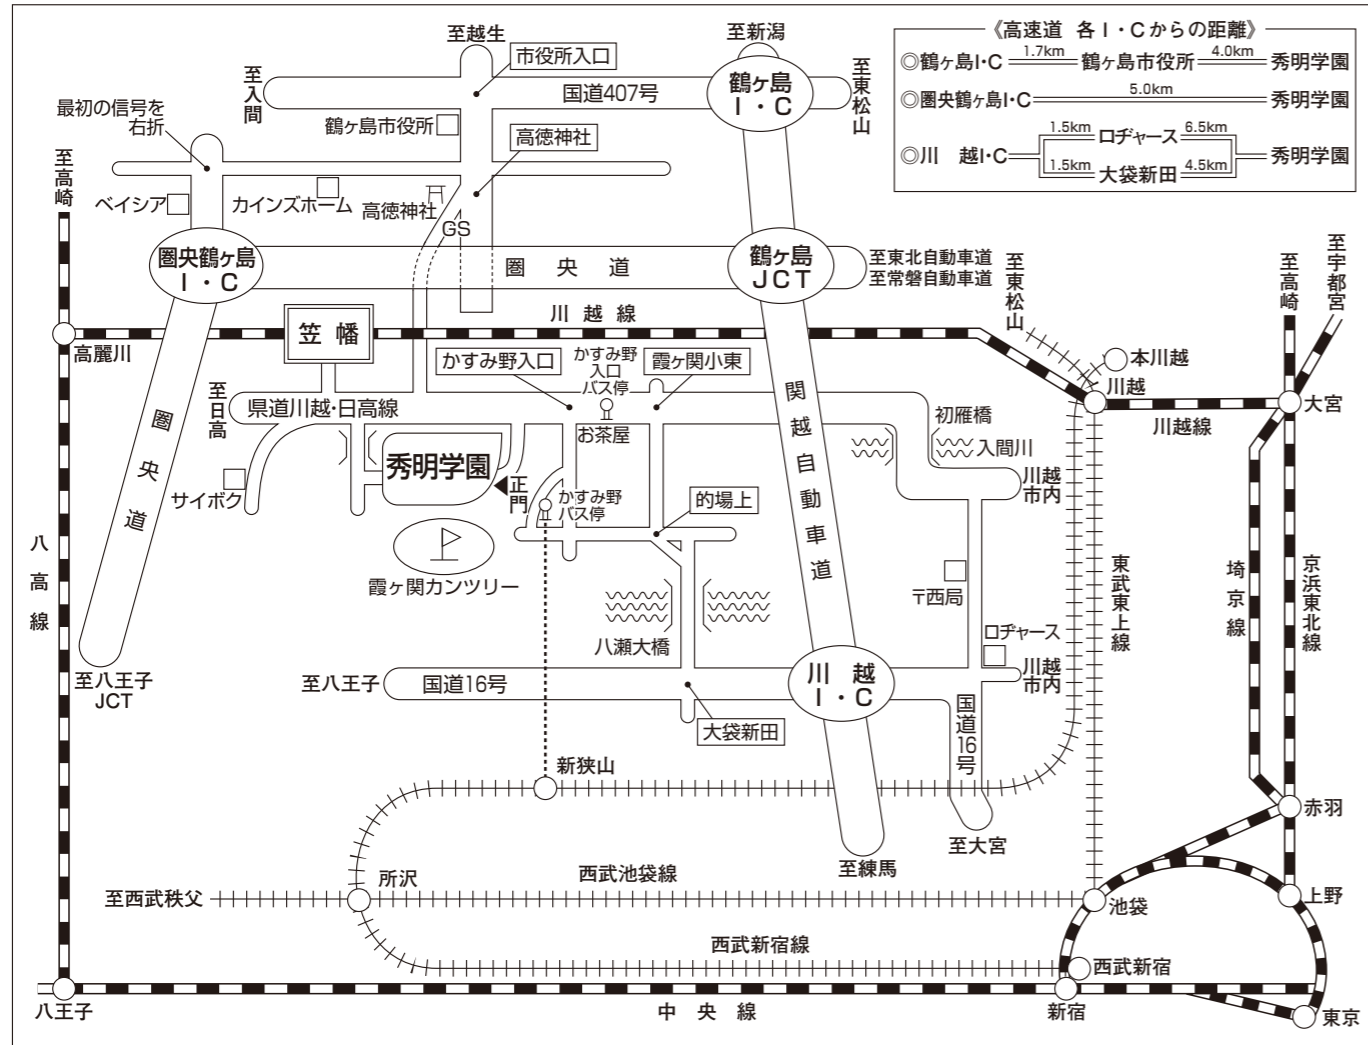 《高速道 各I・Cからの距離》
◎鶴ヶ島I・C 1.7km 鶴ヶ島市役所 4.0km 秀明学園
◎圏央鶴ヶ島I・C 5.0km 秀明学園
◎川 越I・C 1.5km ロヂャース 6.5km 秀明学園
1.5km 大袋新田 4.5km
至越生
至新潟
市役所入口
至入間
国道407号
鶴ヶ島
I・C
至東松山
最初の信号を
右折
鶴ヶ島市役所
高徳神社
至高崎
ベイシア
カインズホーム
高徳神社
GS
圏央鶴ヶ島
I・C
圏央道
鶴ヶ島
JCT
至東北自動車道
至常磐自動車道
至東松山
至高崎
至宇都宮
笠幡
川越線
高麗川
本川越
かすみ野入口
かすみ野
入口
バス停
霞ヶ関小東
川越
大宮
川越線
至日高
県道川越・日高線
お茶屋
関越自動車道
初雁橋
入間川
圏央道
サイボク
秀明学園
正門
かすみ野
バス停
的場上
川越
市内
霞ヶ関カンツリー
八高線
〒西局
東武東上線
埼京線
京浜東北線
八瀬大橋
ロヂャース
至八王子
JCT
至八王子
国道16号
川越
I・C
川越
市内
大袋新田
国道16号
新狭山
赤羽
至大宮
至練馬
所沢
西武池袋線
至西武秩父
池袋
上野
西武新宿線
西武新宿
八王子
中央線
新宿
東京